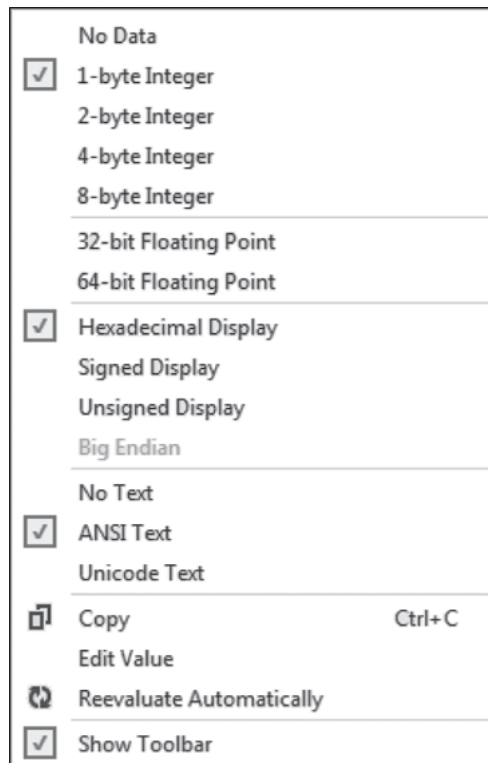 No Data
1-byte Integer
2-byte Integer
4-byte Integer
8-byte Integer
32-bit Floating Point
64-bit Floating Point
Hexadecimal Display
Signed Display
Unsigned Display
Big Endian
No Text
ANSI Text
Unicode Text
Copy Ctrl+C
Edit Value
Reevaluate Automatically
Show Toolbar